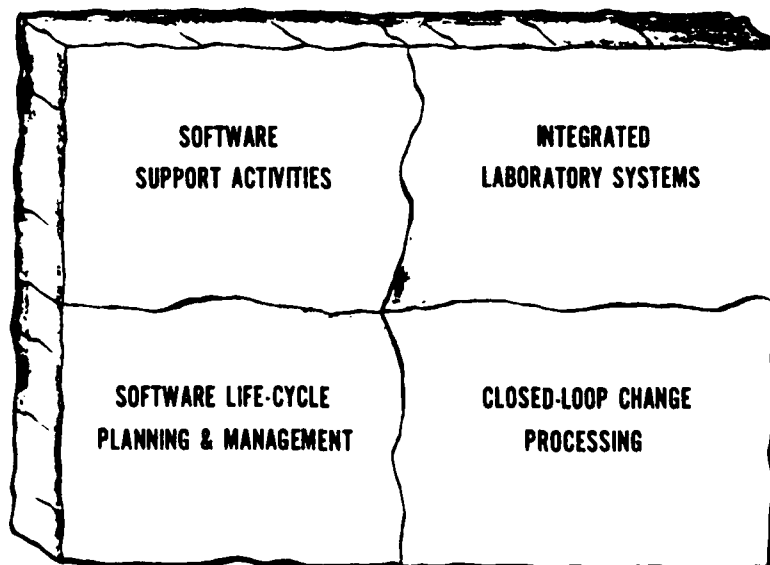 SOFTWARE
SUPPORT ACTIVITIES
INTEGRATED
LABORATORY SYSTEMS
SOFTWARE LIFE-CYCLE
PLANNING & MANAGEMENT
CLOSED-LOOP CHANGE
PROCESSING